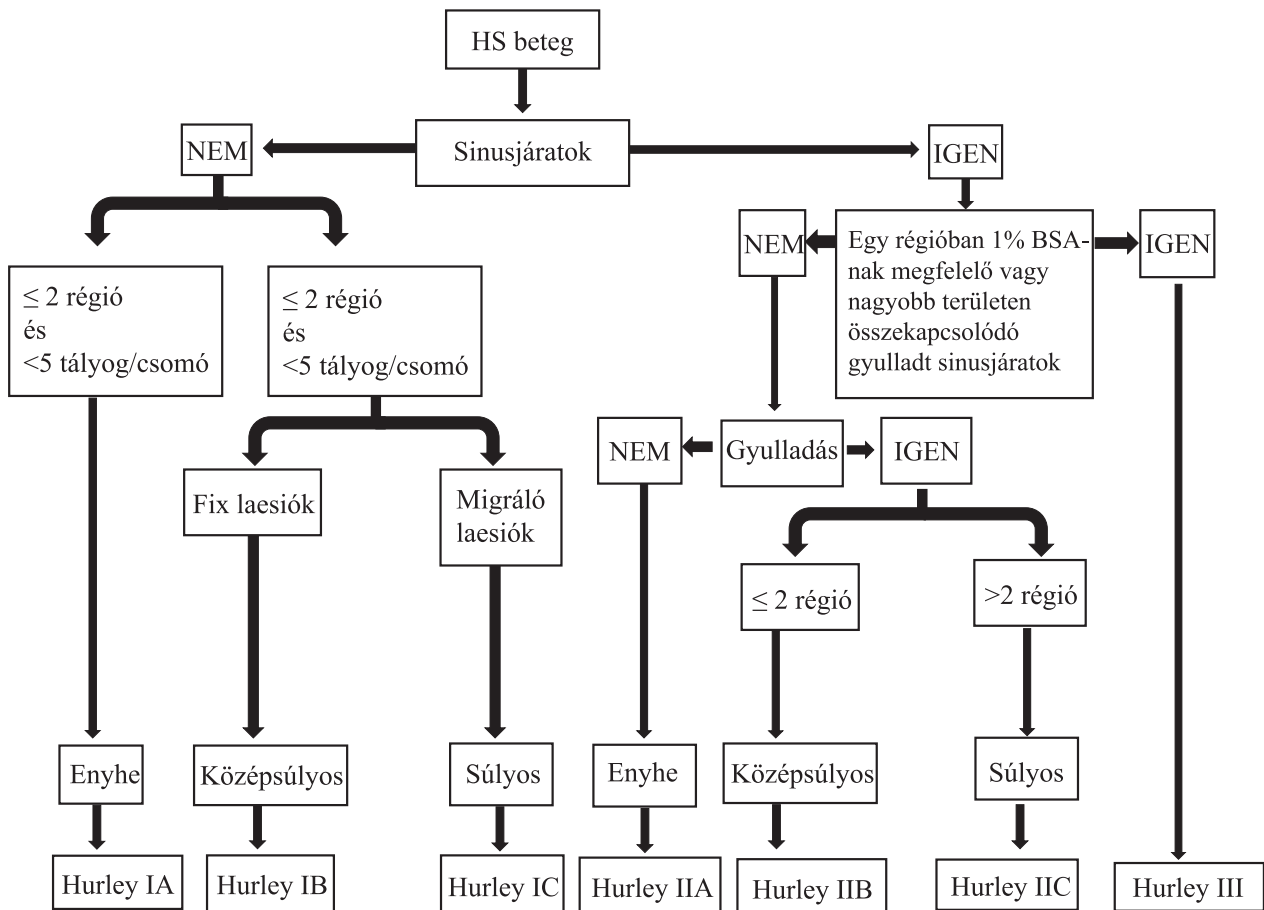 HS beteg
NEM
Sinusjáratok
IGEN
NEM
Egy régióban 1% BSA-
nak megfelelő vagy
nagyobb területen
összekapcsolódó
gyulladt sinusjáratok
IGEN
≤ 2 régió
és
<5 tályog/csomó
≤ 2 régió
és
<5 tályog/csomó
NEM
Gyulladás
IGEN
Fix laesiók
Migráló
laesiók
≤ 2 régió
>2 régió
Enyhe
Középsúlyos
Súlyos
Enyhe
Középsúlyos
Súlyos
Hurley IA
Hurley IB
Hurley IC
Hurley IIA
Hurley IIB
Hurley IIC
Hurley III